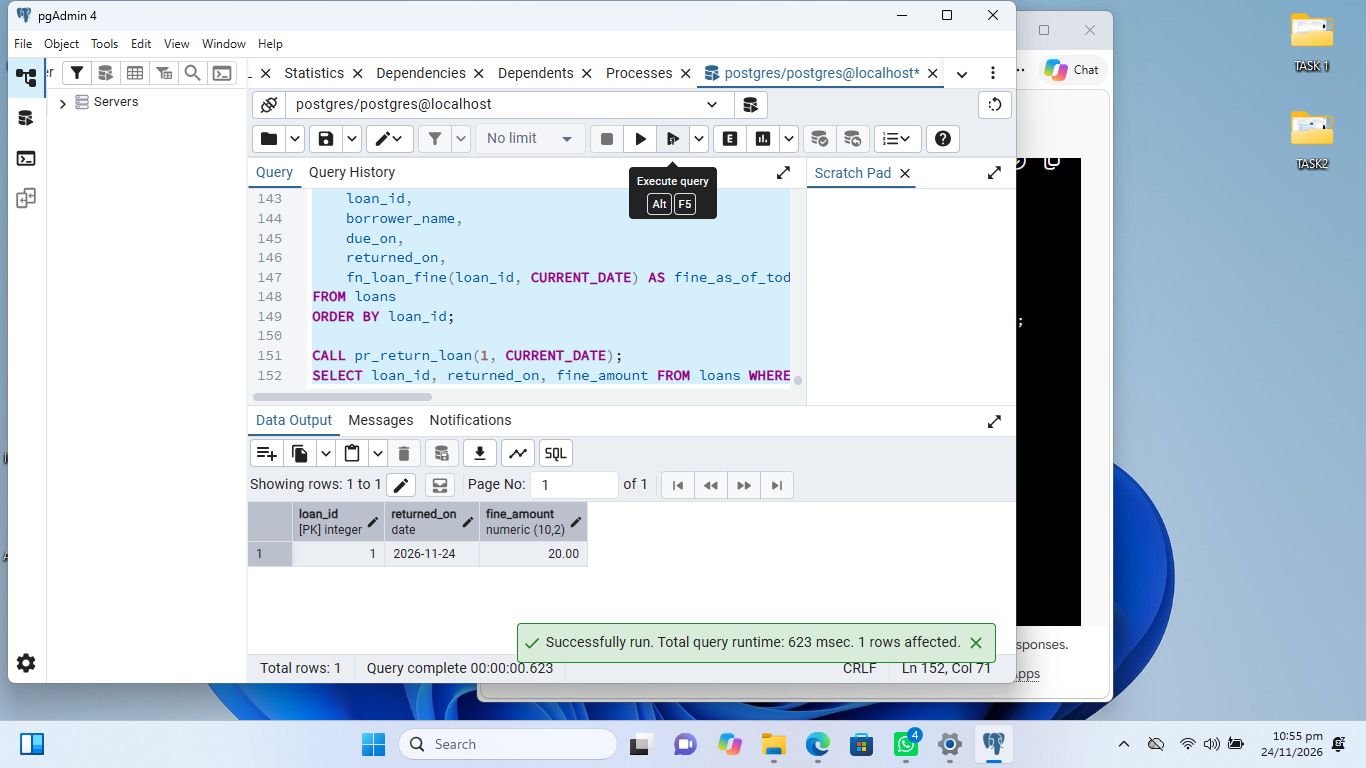 pgAdmin 4
File Object Tools Edit View Window Help
Statistics Dependencies Dependents Processes postgres/postgres@localhost*
Chat
Servers
postgres/postgres@localhost
No limit
E
Query Query History
Execute query
Alt F5
Scratch Pad
143 loan_id,
144 borrower_name,
145 due_on,
146 returned_on,
147 fn_loan_fine(loan_id, CURRENT_DATE) AS fine_as_of_tod
148 FROM loans
149 ORDER BY loan_id;
150
151 CALL pr_return_loan(1, CURRENT_DATE);
152 SELECT loan_id, returned_on, fine_amount FROM loans WHERE
;
Data Output Messages Notifications
SQL
Showing rows: 1 to 1 Page No: 1 of 1
loan_id returned_on fine_amount
[PK] integer date numeric (10,2)
1 1 2026-11-24 20.00
Successfully run. Total query runtime: 623 msec. 1 rows affected.
sponses.
Total rows: 1 Query complete 00:00:00.623 CRLF Ln 152, Col 71
TASK 1
TASK2
Search
4
10:55 pm
24/11/2026